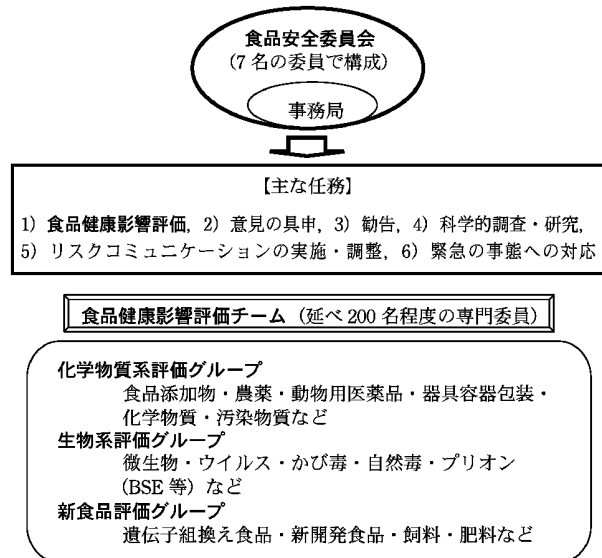 食品安全委員会
(7名の委員で構成)
事務局
【主な任務】
1) 食品健康影響評価, 2) 意見の具申, 3) 勧告, 4) 科学的調査・研究,
5) リスクコミュニケーションの実施・調整, 6) 緊急の事態への対応
食品健康影響評価チーム(延べ200名程度の専門委員)
化学物質系評価グループ
食品添加物・農薬・動物用医薬品・器具容器包装・
化学物質・汚染物質など
生物系評価グループ
微生物・ウイルス・かび毒・自然毒・プリオン
(BSE 等) など
新食品評価グループ
遺伝子組換え食品・新開発食品・飼料・肥料など